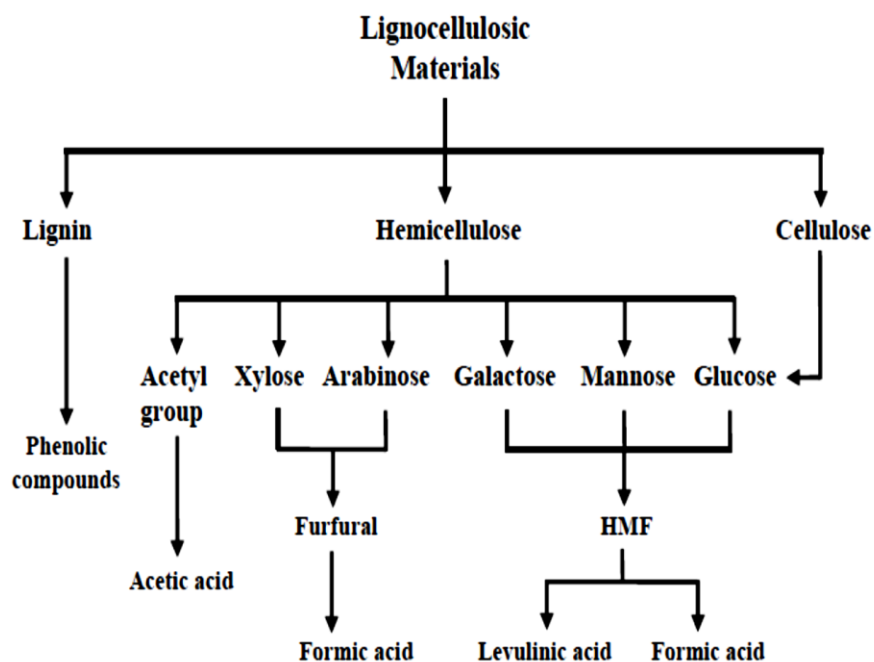 Lignocellulosic
Materials
Lignin
Hemicellulose
Cellulose
Acetyl
group
Xylose
Arabinose
Galactose
Mannose
Glucose
Phenolic
compounds
Furfural
HMF
Acetic acid
Formic acid
Levulinic acid
Formic acid